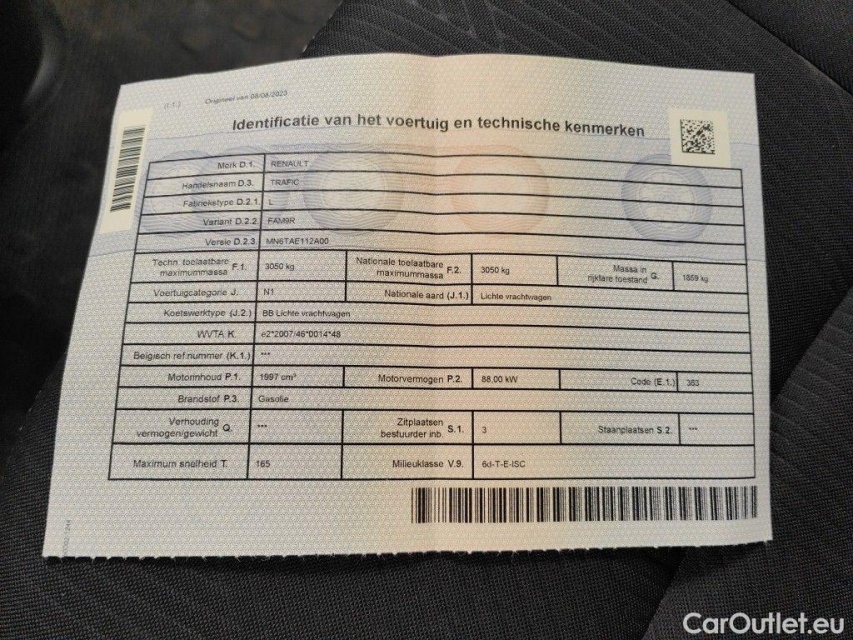 (I.1.) Origineel van 08/08/2023
Identificatie van het voertuig en technische kenmerken
Merk D.1. RENAULT
Handelsnaam D.3. TRAFIC
Fabriekstype D.2.1. L
Variant D.2.2. FAM9R
Versie D.2.3. MN6TAE112A00
Techn. toelaatbare maximummassa F.1. 3050 kg Nationale toelaatbare maximummassa F.2. 3050 kg Massa in rijklare toestand G. 1859 kg
Voertuigcategorie J. N1 Nationale aard (J.1.) Lichte vrachtwagen
Koetswerktype (J.2.) BB Lichte vrachtwagen
WVTA K. e2*2007/46*0014*48
Belgisch ref.nummer (K.1.) ***
Motorinhoud P.1. 1997 cm³ Motorvermogen P.2. 88,00 kW Code (E.1.) 383
Brandstof P.3. Gasolie
Verhouding vermogen/gewicht Q. *** Zitplaatsen bestuurder inb. S.1. 3 Staanplaatsen S.2. ***
Maximum snelheid T. 165 Milieuklasse V.9. 6d-T-E-ISC
CarOutlet.eu